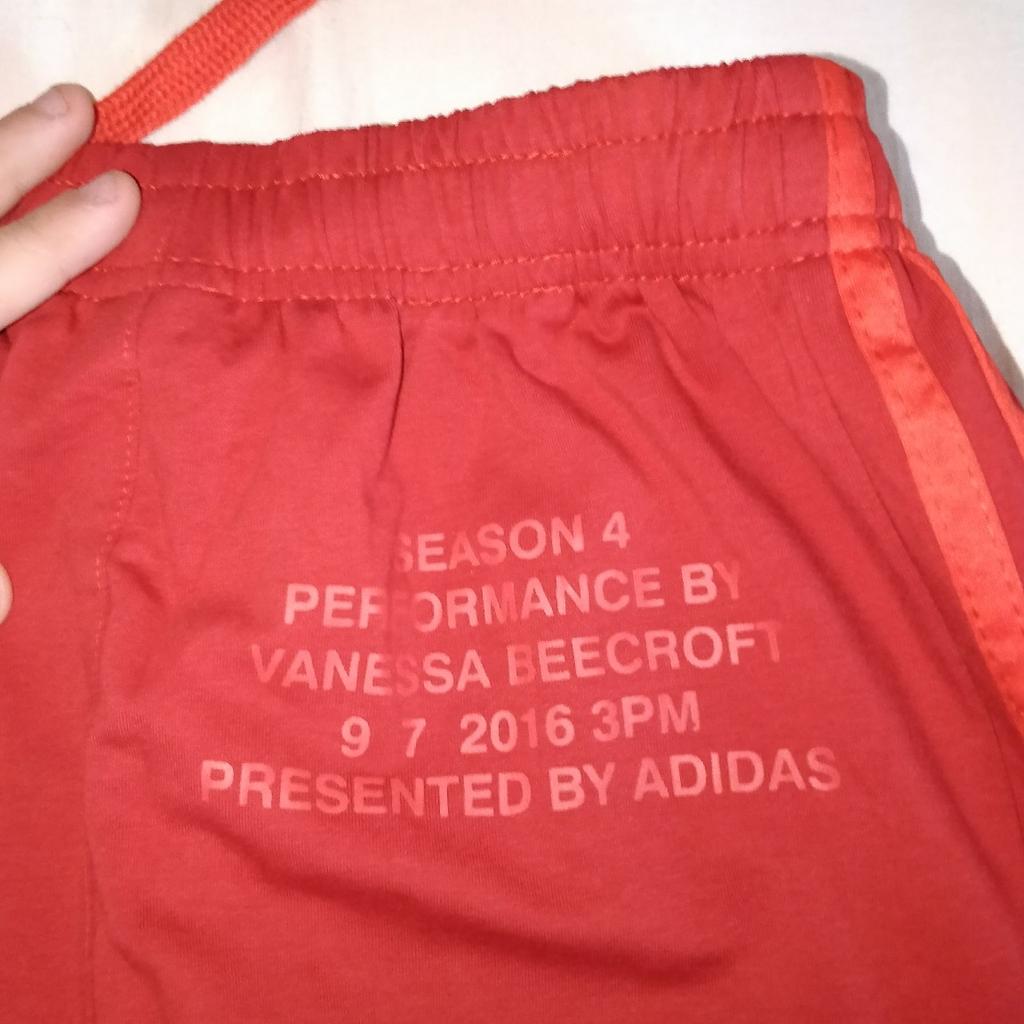 SEASON 4
PERFORMANCE BY
VANESSA BEECROFT
9 7 2016 3PM
PRESENTED BY ADIDAS